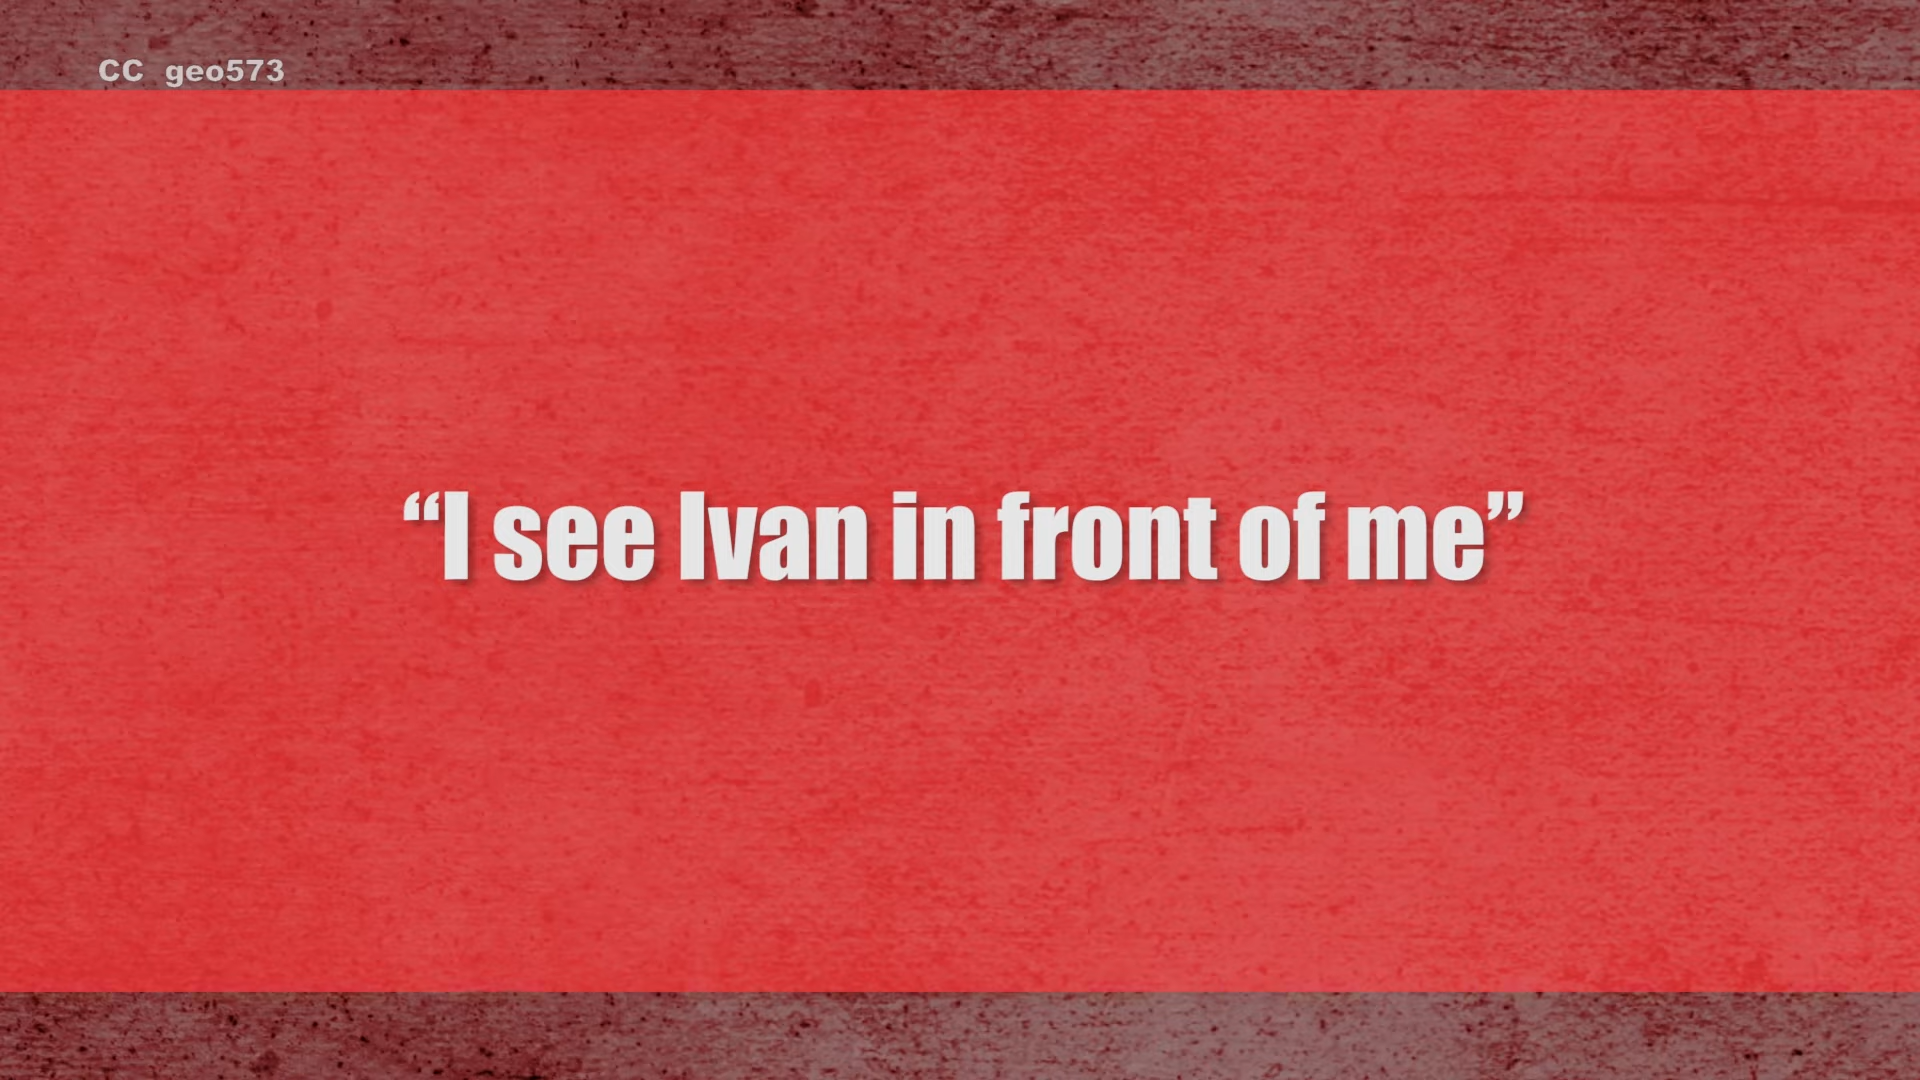 CC geo573
“I see Ivan in front of me”